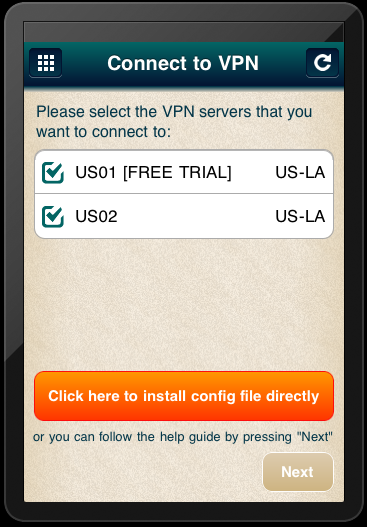 Connect to VPN
Please select the VPN servers that you
want to connect to:
US01 [FREE TRIAL] US-LA
US02 US-LA
Click here to install config file directly
or you can follow the help guide by pressing "Next"
Next